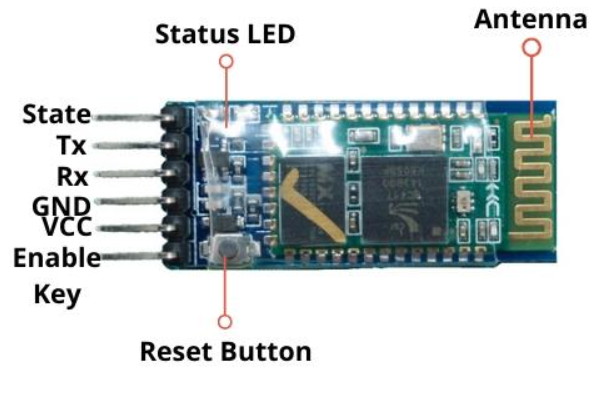 Antenna
Status LED
State
Tx
Rx
GND
VCC
Enable
Key
Reset Button